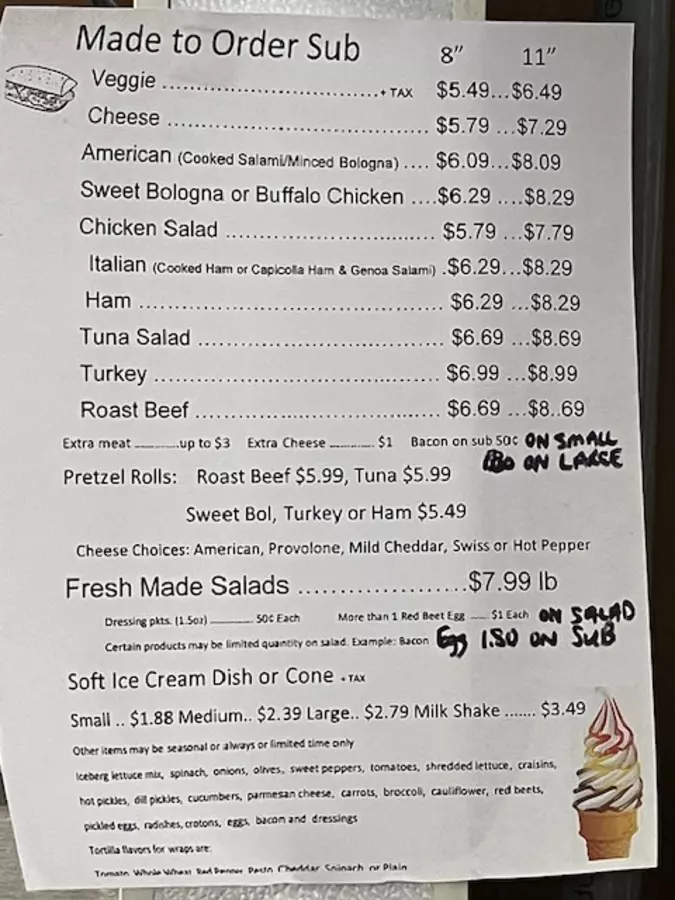 Made to Order Sub 8" 11"
Veggie ................................+ TAX $5.49...$6.49
Cheese ................................. $5.79 ...$7.29
American (Cooked Salami/Minced Bologna) .... $6.09...$8.09
Sweet Bologna or Buffalo Chicken ....$6.29 ....$8.29
Chicken Salad .......................... $5.79 ...$7.79
Italian (Cooked Ham or Capicolla Ham & Genoa Salami) .$6.29...$8.29
Ham ...................................... $6.29 ...$8.29
Tuna Salad .............................. $6.69 ...$8.69
Turkey ................................... $6.99 ...$8.99
Roast Beef .............................. $6.69 ...$8..69
Extra meat ............up to $3 Extra Cheese ............ $1 Bacon on sub 50¢ ON SMALL
ON LARGE
Pretzel Rolls: Roast Beef $5.99, Tuna $5.99
Sweet Bol, Turkey or Ham $5.49
Cheese Choices: American, Provolone, Mild Cheddar, Swiss or Hot Pepper
Fresh Made Salads .....................$7.99 lb
Dressing pkts. (1.5oz) ............ 50¢ Each More than 1 Red Beet Egg ..... $1 Each ON SALAD
Certain products may be limited quantity on salad. Example: Bacon Egg 1.50 ON SUB
Soft Ice Cream Dish or Cone + TAX
Small .. $1.88 Medium.. $2.39 Large.. $2.79 Milk Shake ....... $3.49
Other items may be seasonal or always or limited time only
Iceberg lettuce mix, spinach, onions, olives, sweet peppers, tomatoes, shredded lettuce, craisins,
hot pickles, dill pickles, cucumbers, parmesan cheese, carrots, broccoli, cauliflower, red beets,
pickled eggs, radishes, crotons, eggs, bacon and dressings
Tortilla flavors for wraps are:
Tomato Whole Wheat Red Pepper Pesto Cheddar Spinach or Plain